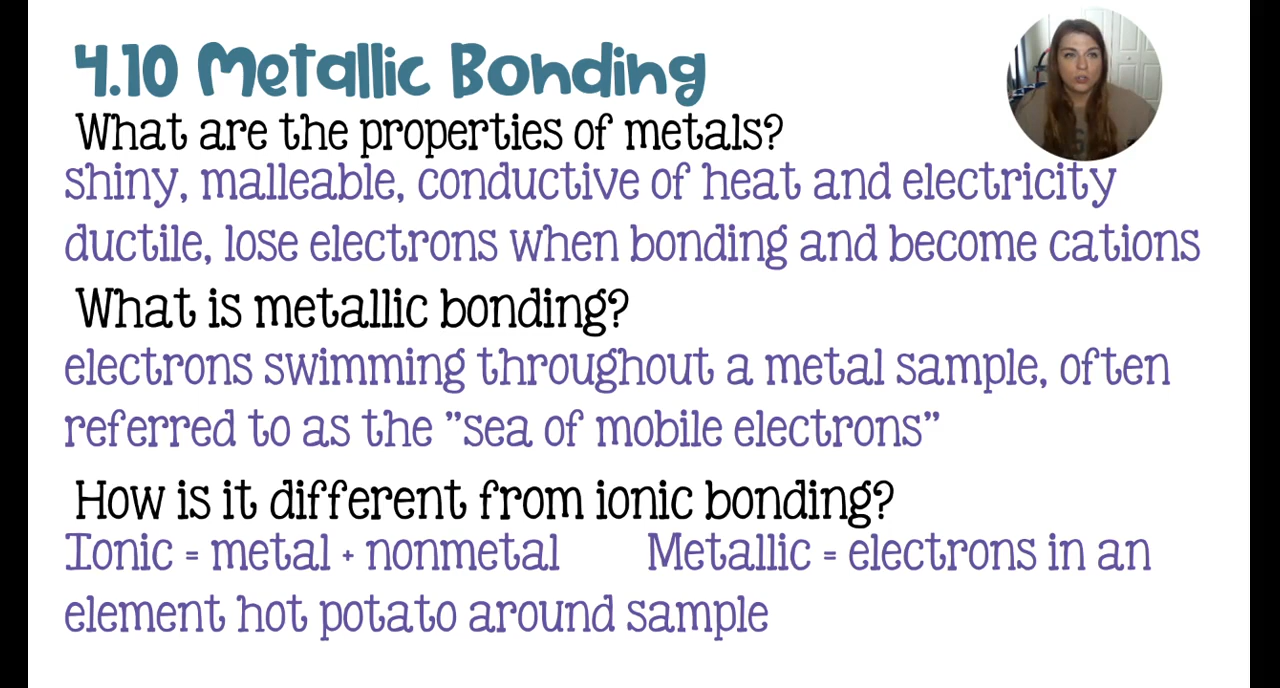 4.10 Metallic Bonding
What are the properties of metals?
shiny, malleable, conductive of heat and electricity
ductile, lose electrons when bonding and become cations
What is metallic bonding?
electrons swimming throughout a metal sample, often
referred to as the ”sea of mobile electrons”
How is it different from ionic bonding?
Ionic = metal + nonmetal Metallic = electrons in an
element hot potato around sample